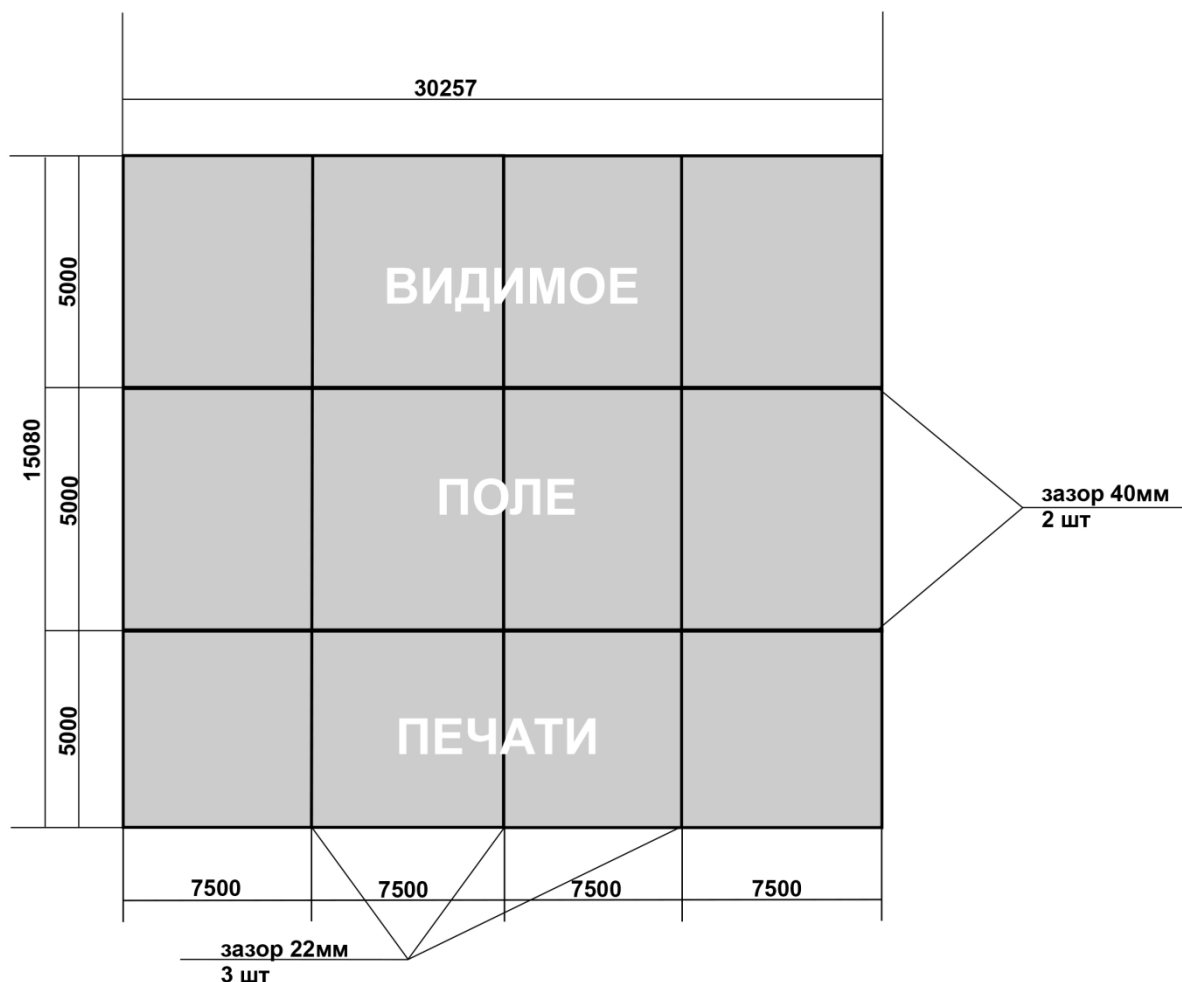 30257
5000
ВИДИМОЕ
15080
5000
ПОЛЕ
зазор 40мм
2 шт
5000
ПЕЧАТИ
7500
7500
7500
7500
зазор 22мм
3 шт